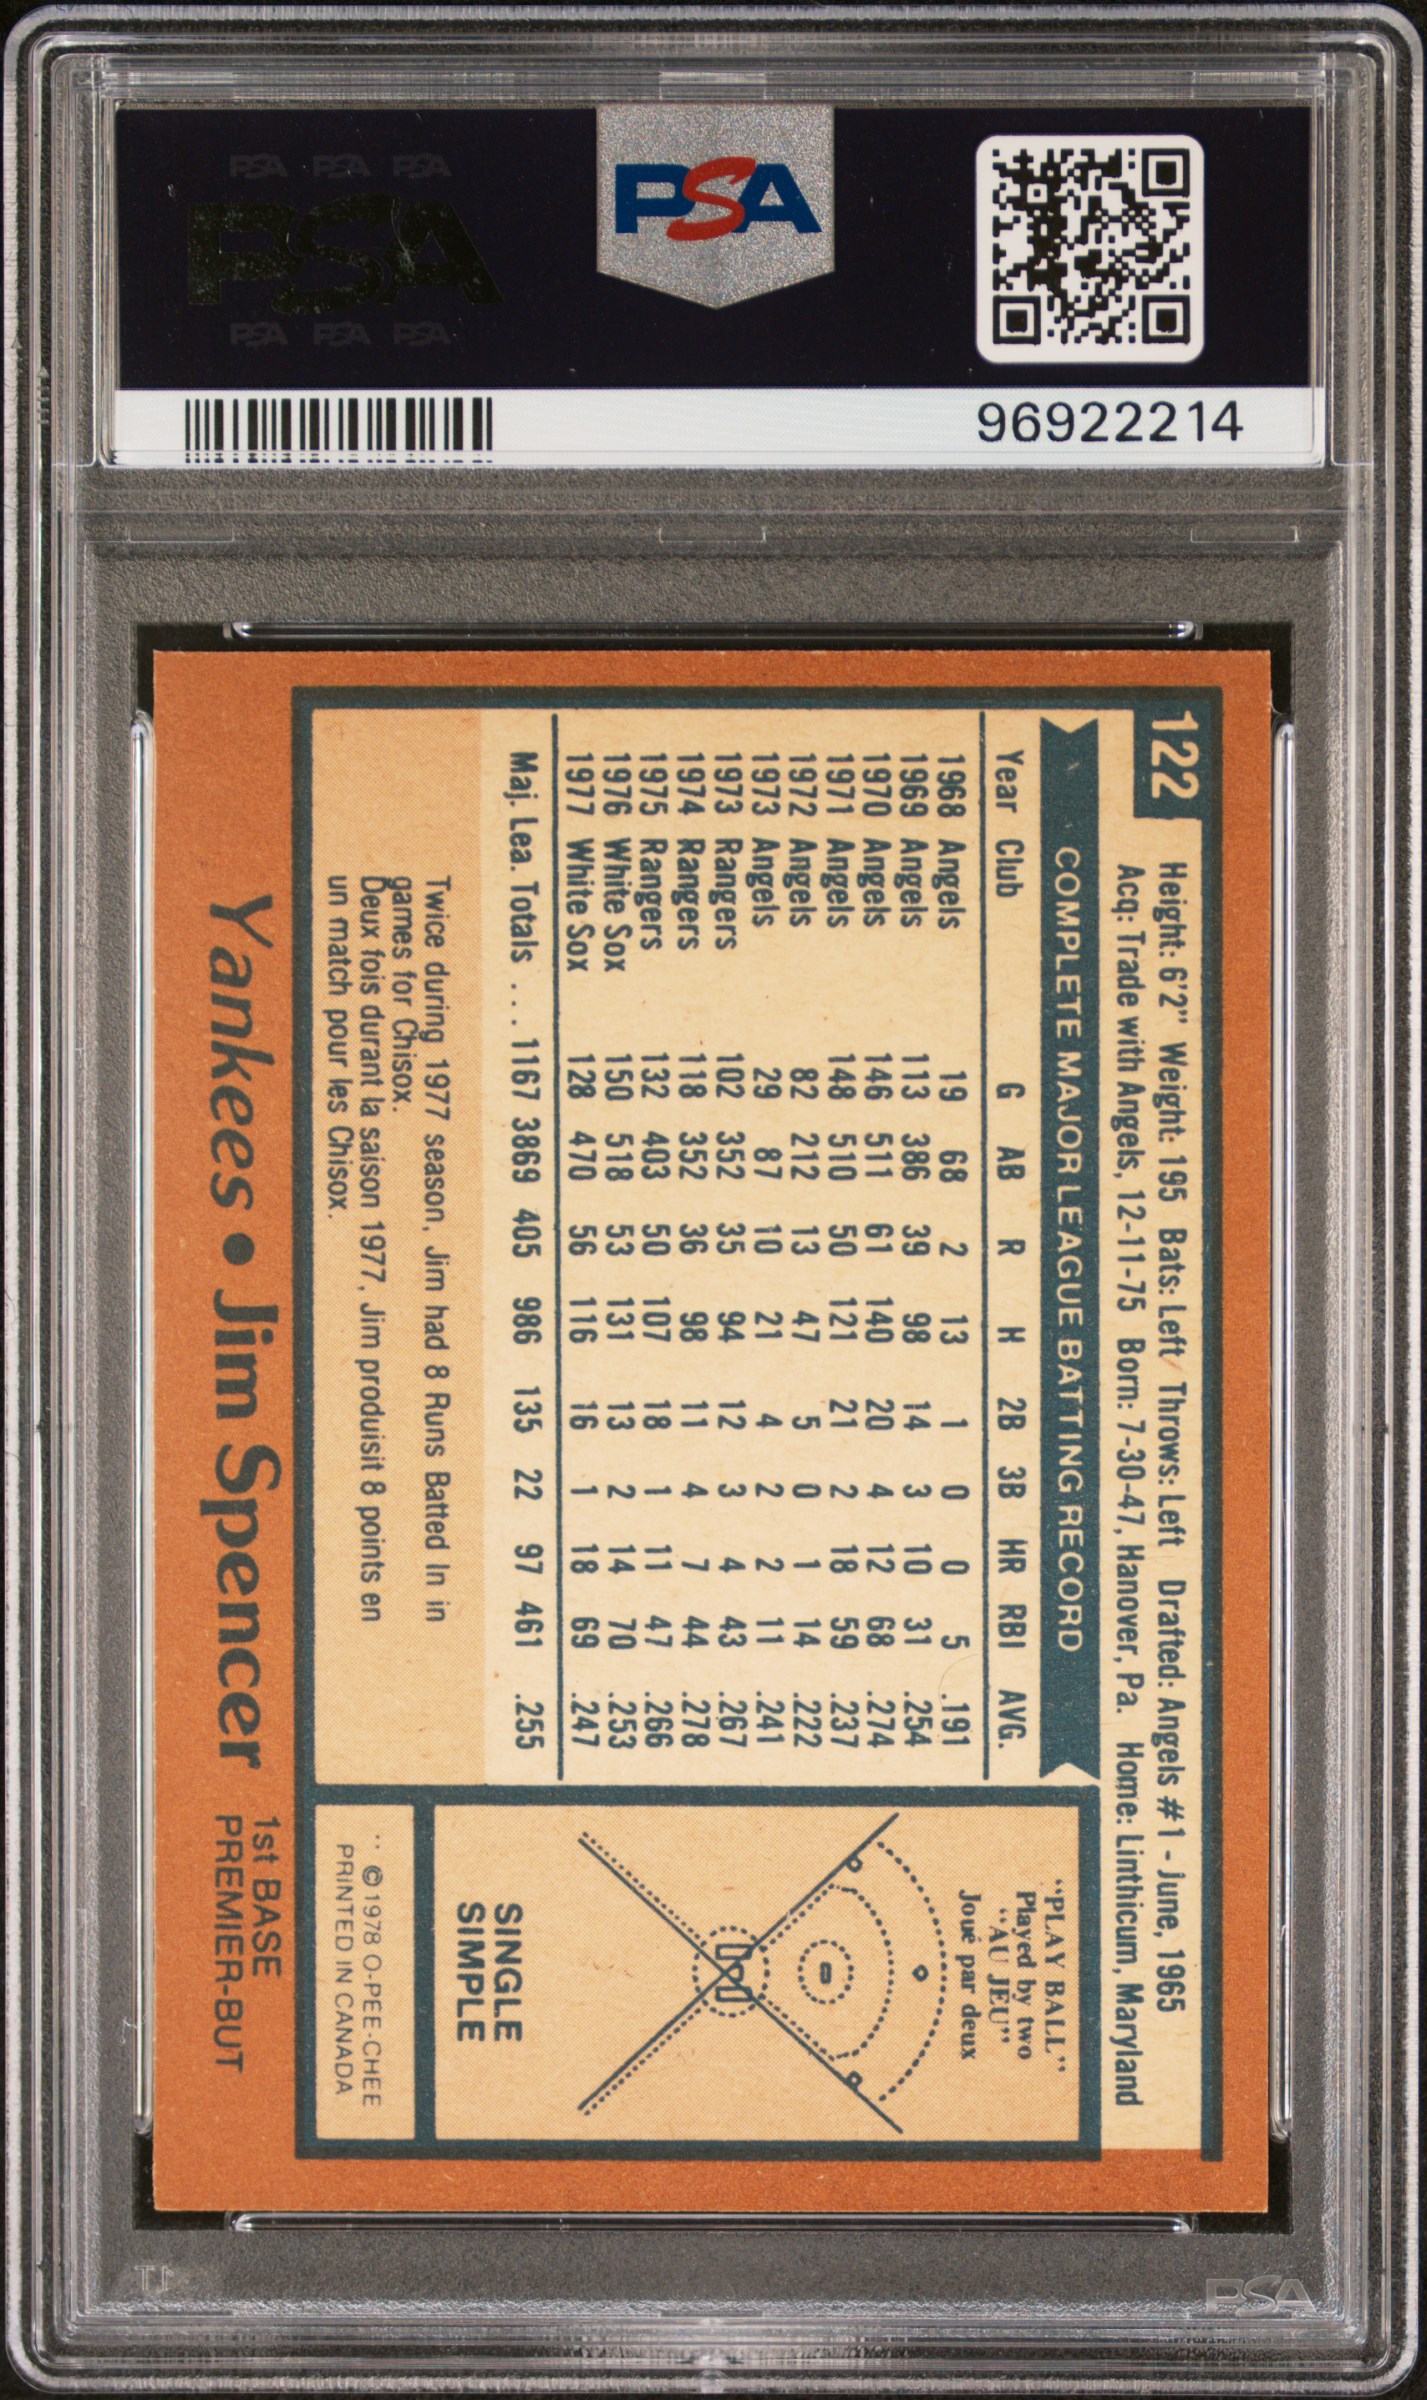 PSA PSA PSA
PSA
PSA PSA PSA
PSA
96922214
122
Height: 6'2" Weight: 195 Bats: Left Throws: Left Drafted: Angels #1 - June, 1965
Acq: Trade with Angels, 12-11-75 Born: 7-30-47, Hanover, Pa. Home: Linthicum, Maryland
COMPLETE MAJOR LEAGUE BATTING RECORD
Year Club G AB R H 2B 3B HR RBI AVG.
1968 Angels 19 68 2 13 1 0 0 5 .191
1969 Angels 113 386 39 98 14 3 10 31 .254
1970 Angels 146 511 61 140 20 4 12 68 .274
1971 Angels 148 510 50 121 21 2 18 59 .237
1972 Angels 82 212 13 47 5 0 1 14 .222
1973 Angels 29 87 10 21 4 2 2 11 .241
1973 Rangers 102 352 35 94 12 3 4 43 .267
1974 Rangers 118 352 36 98 11 4 7 44 .278
1975 Rangers 132 403 50 107 18 1 11 47 .266
1976 White Sox 150 518 53 131 13 2 14 70 .253
1977 White Sox 128 470 56 116 16 1 18 69 .247
Maj. Lea. Totals ... 1167 3869 405 986 135 22 97 461 .255
Twice during 1977 season, Jim had 8 Runs Batted In in
games for Chisox.
Deux fois durant la saison 1977, Jim produisit 8 points en
un match pour les Chisox.
"PLAY BALL"
Played by two
"AU JEU"
Joué par deux
SINGLE
SIMPLE
©1978 O-PEE-CHEE
PRINTED IN CANADA
Yankees • Jim Spencer
1st BASE
PREMIER-BUT
PSA